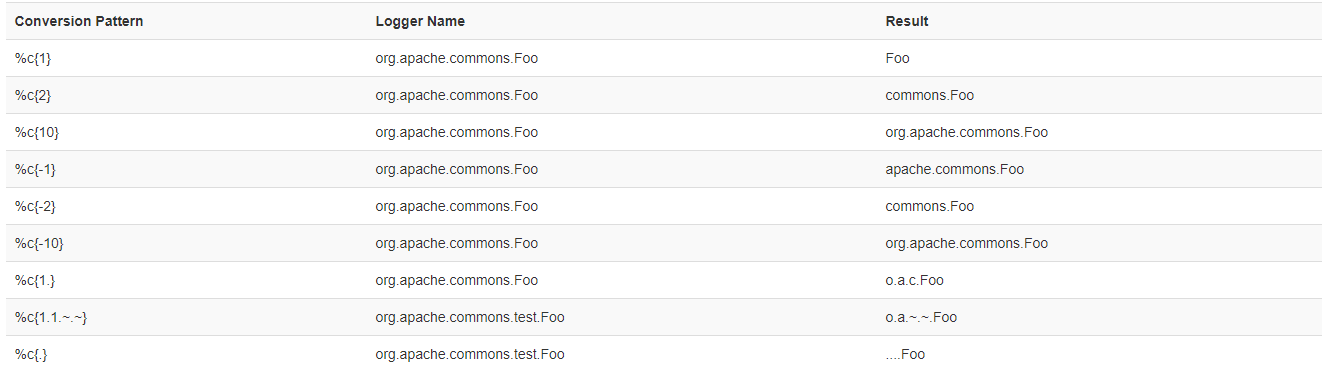 Conversion Pattern Logger Name Result
%c{1} org.apache.commons.Foo Foo
%c{2} org.apache.commons.Foo commons.Foo
%c{10} org.apache.commons.Foo org.apache.commons.Foo
%c{-1} org.apache.commons.Foo apache.commons.Foo
%c{-2} org.apache.commons.Foo commons.Foo
%c{-10} org.apache.commons.Foo org.apache.commons.Foo
%c{1.} org.apache.commons.Foo o.a.c.Foo
%c{1.1.~.~} org.apache.commons.test.Foo o.a.~.~.Foo
%c{.} org.apache.commons.test.Foo ....Foo